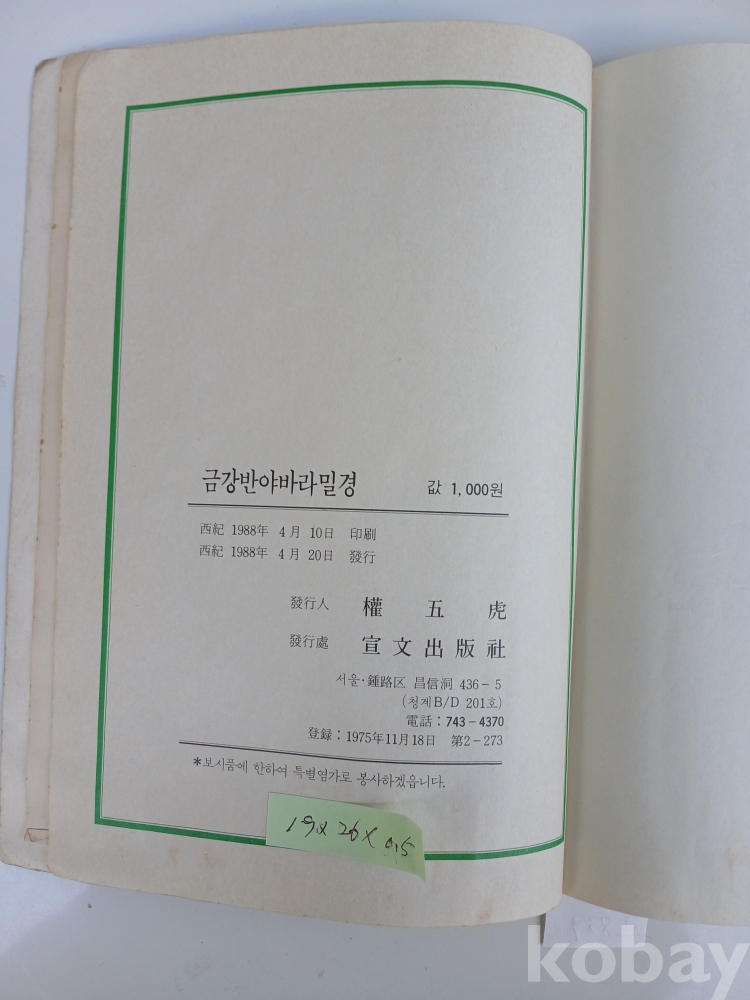 금강반야바라밀경 값 1,000원
西紀 1988年 4月 10日 印刷
西紀 1988年 4月 20日 發行
發行人 權五虎
發行處 宣文出版社
서울·鍾路区 昌信洞 436-5
(청계B/D 201호)
電話：743-4370
登録：1975年11月18日 第2-273
*보시품에 한하여 특별염가로 봉사하겠읍니다.
19x26x0.5
kobay